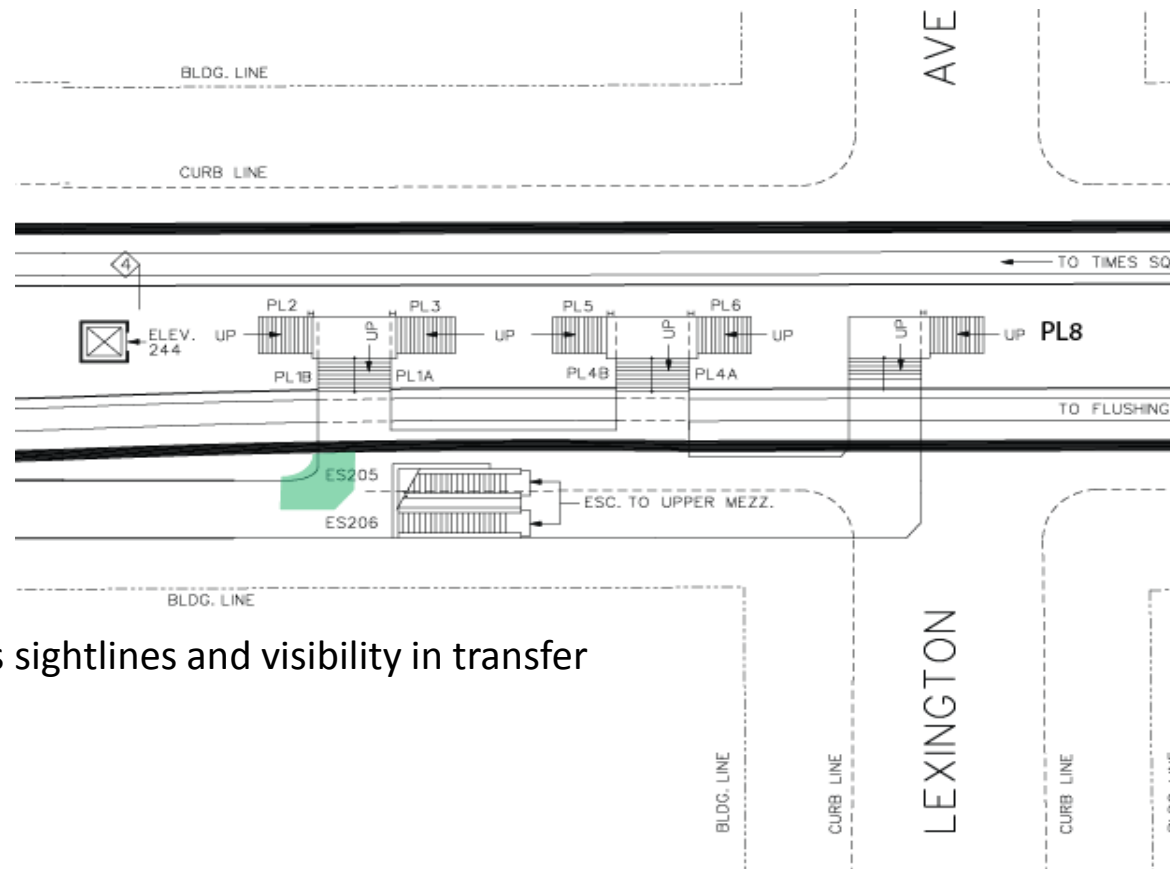 AVE
BLDG. LINE
CURB LINE
4
TO TIMES SQ
PL2
PL3
PL5
PL6
ELEV.
244
UP
UP
UP
UP
UP
UP
UP
UP PL8
PL1B
PL1A
PL4B
PL4A
TO FLUSHING
ES205
ESC. TO UPPER MEZZ.
ES206
BLDG. LINE
sightlines and visibility in transfer
LEXINGTON
BLDG. LINE
CURB LINE
CURB LINE